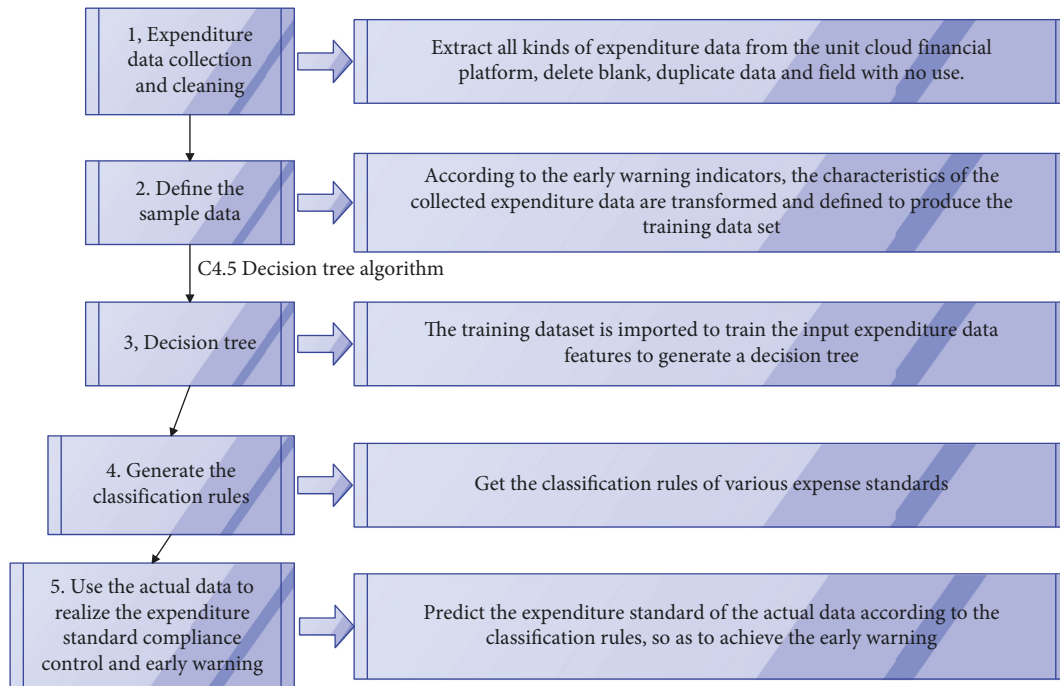 1, Expenditure
data collection
and cleaning
Extract all kinds of expenditure data from the unit cloud financial
platform, delete blank, duplicate data and field with no use.
2. Define the
sample data
According to the early warning indicators, the characteristics of the
collected expenditure data are transformed and defined to produce the
training data set
C4.5 Decision tree algorithm
3, Decision tree
The training dataset is imported to train the input expenditure data
features to generate a decision tree
4. Generate the
classification rules
Get the classification rules of various expense standards
5. Use the actual data to
realize the expenditure
standard compliance
control and early warning
Predict the expenditure standard of the actual data according to the
classification rules, so as to achieve the early warning